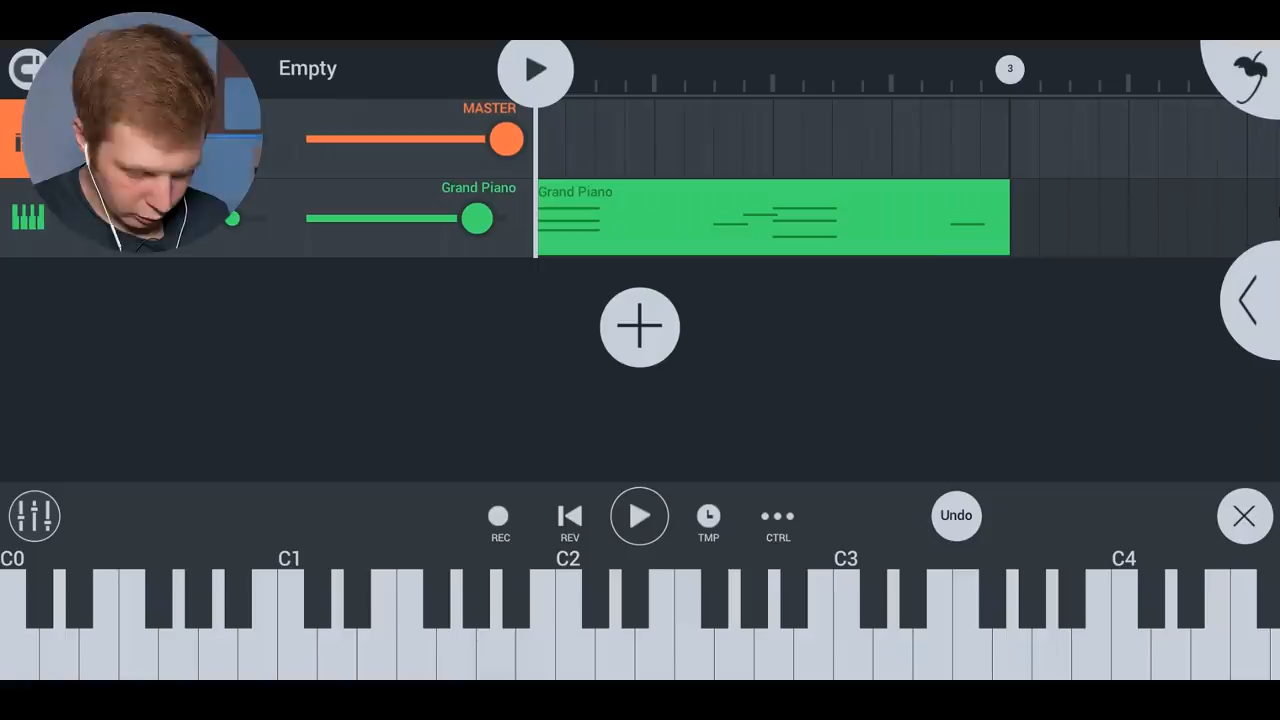 Empty
3
MASTER
Grand Piano
Grand Piano
REC
REV
TMP
CTRL
Undo
C0
C1
C2
C3
C4